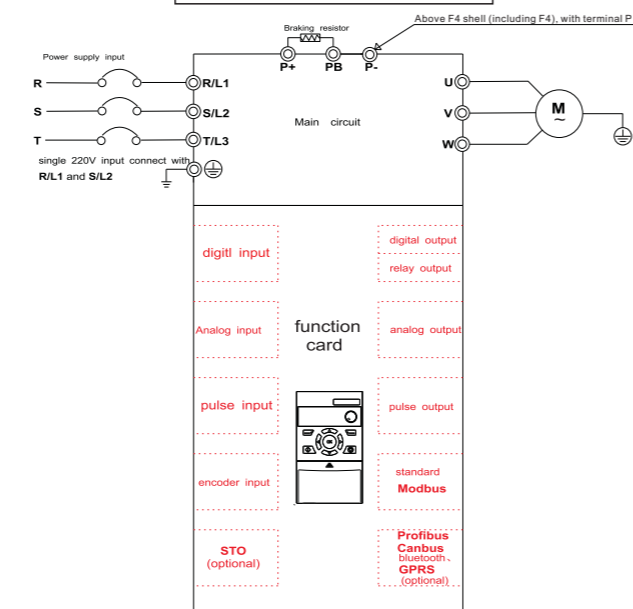 Above F4 shell (including F4), with terminal P
Braking resistor
P+ PB P-
Power supply input
R R/L1
S S/L2
T T/L3
single 220V input connect with
R/L1 and S/L2
Main circuit
U
V
W
M
~
digitl input
digital output
relay output
Analog input
function
card
analog output
pulse input
pulse output
encoder input
standard
Modbus
STO
(optional)
Profibus
Canbus
bluetooth、
GPRS
(optional)